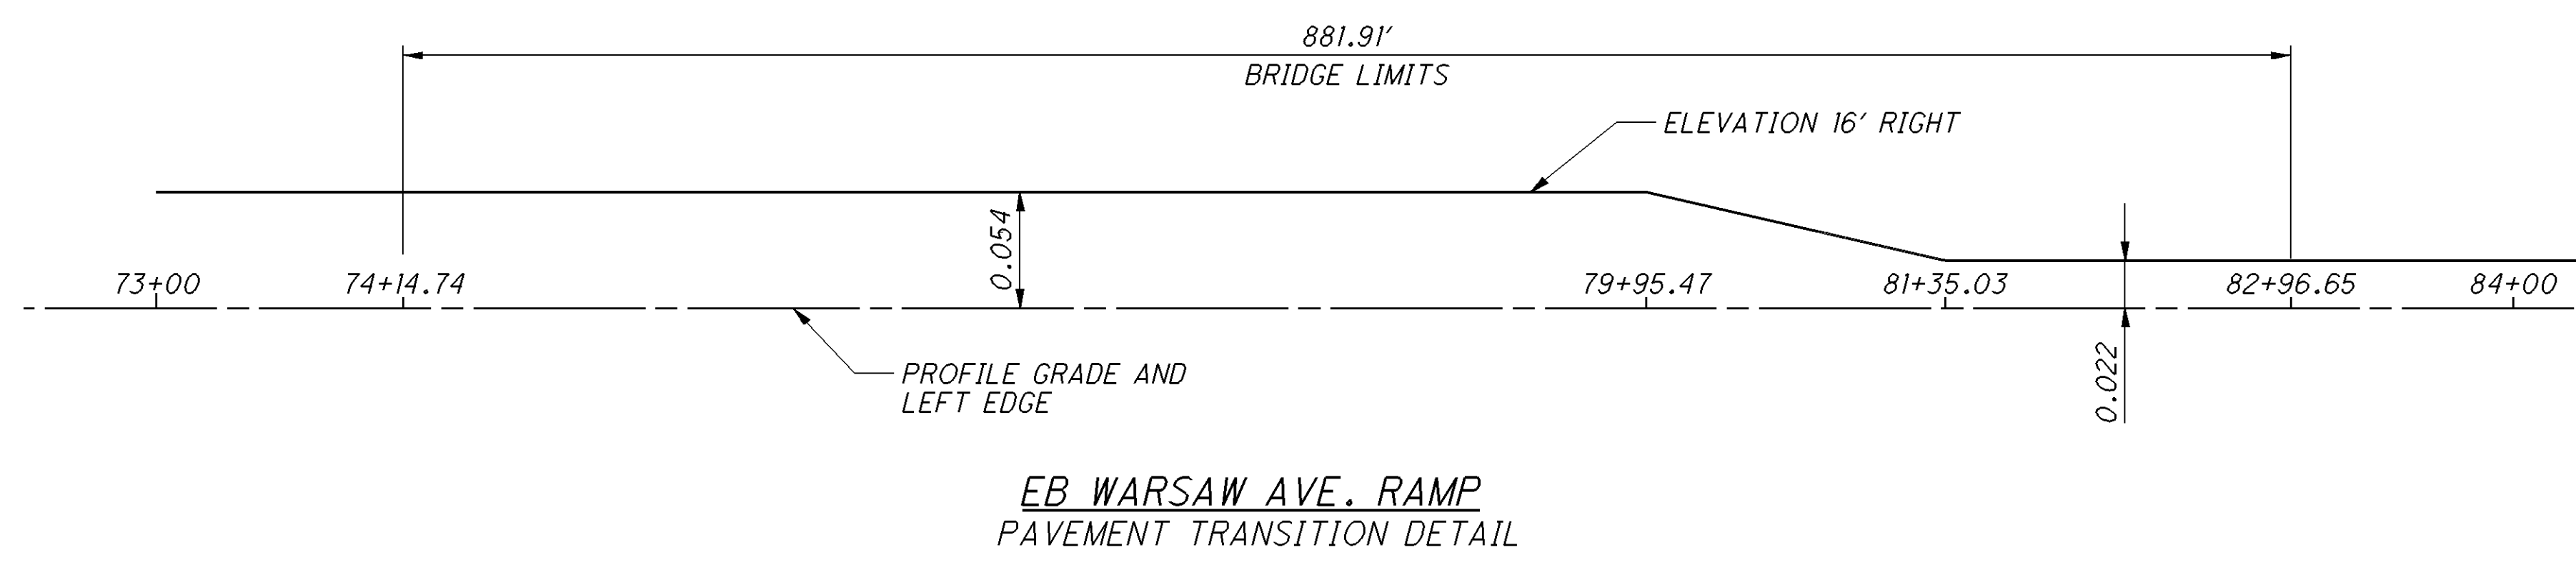 881.91'
BRIDGE LIMITS
ELEVATION 16' RIGHT
0.054
73+00
74+14.74
79+95.47
81+35.03
82+96.65
84+00
0.022
PROFILE GRADE AND
LEFT EDGE
EB WARSAW AVE. RAMP
PAVEMENT TRANSITION DETAIL